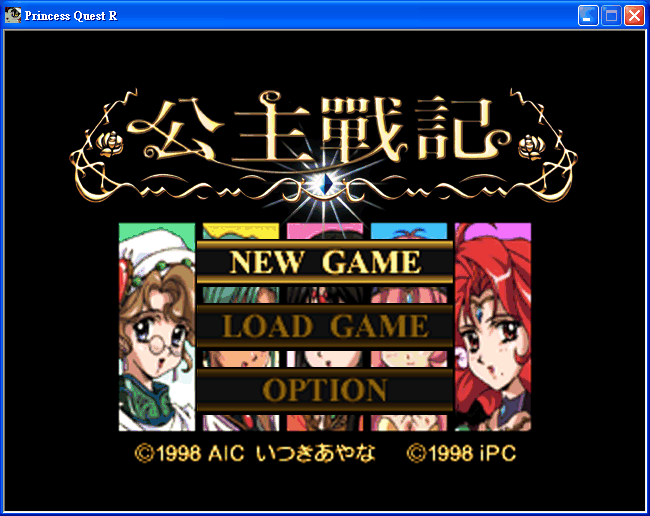 Princess Quest R
公主戰記
NEW GAME
LOAD GAME
OPTION
©1998 AIC いつきあやな ©1998 iPC